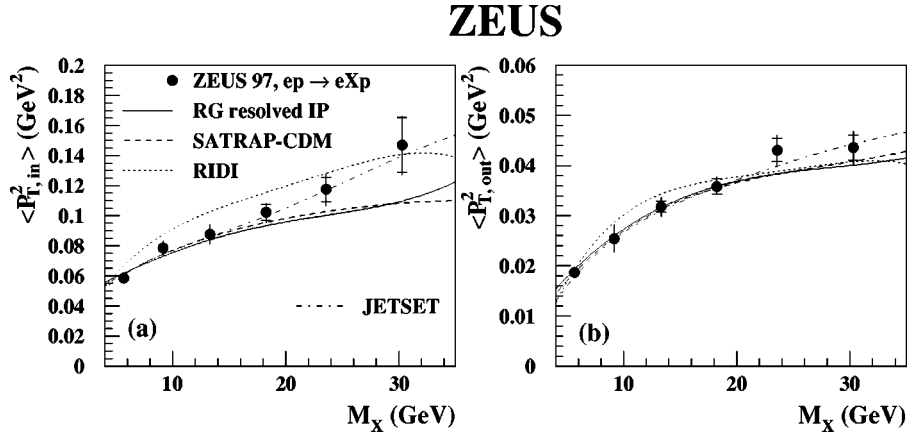 ZEUS
<P²T, in> (GeV²)
0.2
0.18
0.16
0.14
0.12
0.1
0.08
0.06
0.04
0.02
0
ZEUS 97, ep → eXp
RG resolved IP
SATRAP-CDM
RIDI
JETSET
(a)
10 20 30
M_X (GeV)
<P²T, out> (GeV²)
0.06
0.05
0.04
0.03
0.02
0.04
0
(b)
10 20 30
M_X (GeV)